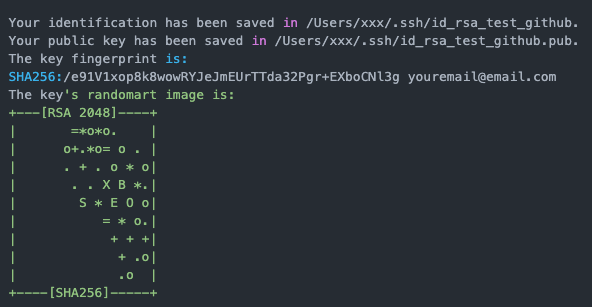 Your identification has been saved in /Users/xxx/.ssh/id_rsa_test_github.
Your public key has been saved in /Users/xxx/.ssh/id_rsa_test_github.pub.
The key fingerprint is:
SHA256:/e91V1xop8k8wowRYJeJmEUrTTda32Pgr+EXboCNl3g youremail@email.com
The key's randomart image is:
+---[RSA 2048]----+
|       =*o*o.    |
|      o+.*o= o . |
|      . + . o * o|
|       . . X B *.|
|        S * E O o|
|           = * o.|
|            + + +|
|             + .o|
|             .o  |
+----[SHA256]-----+